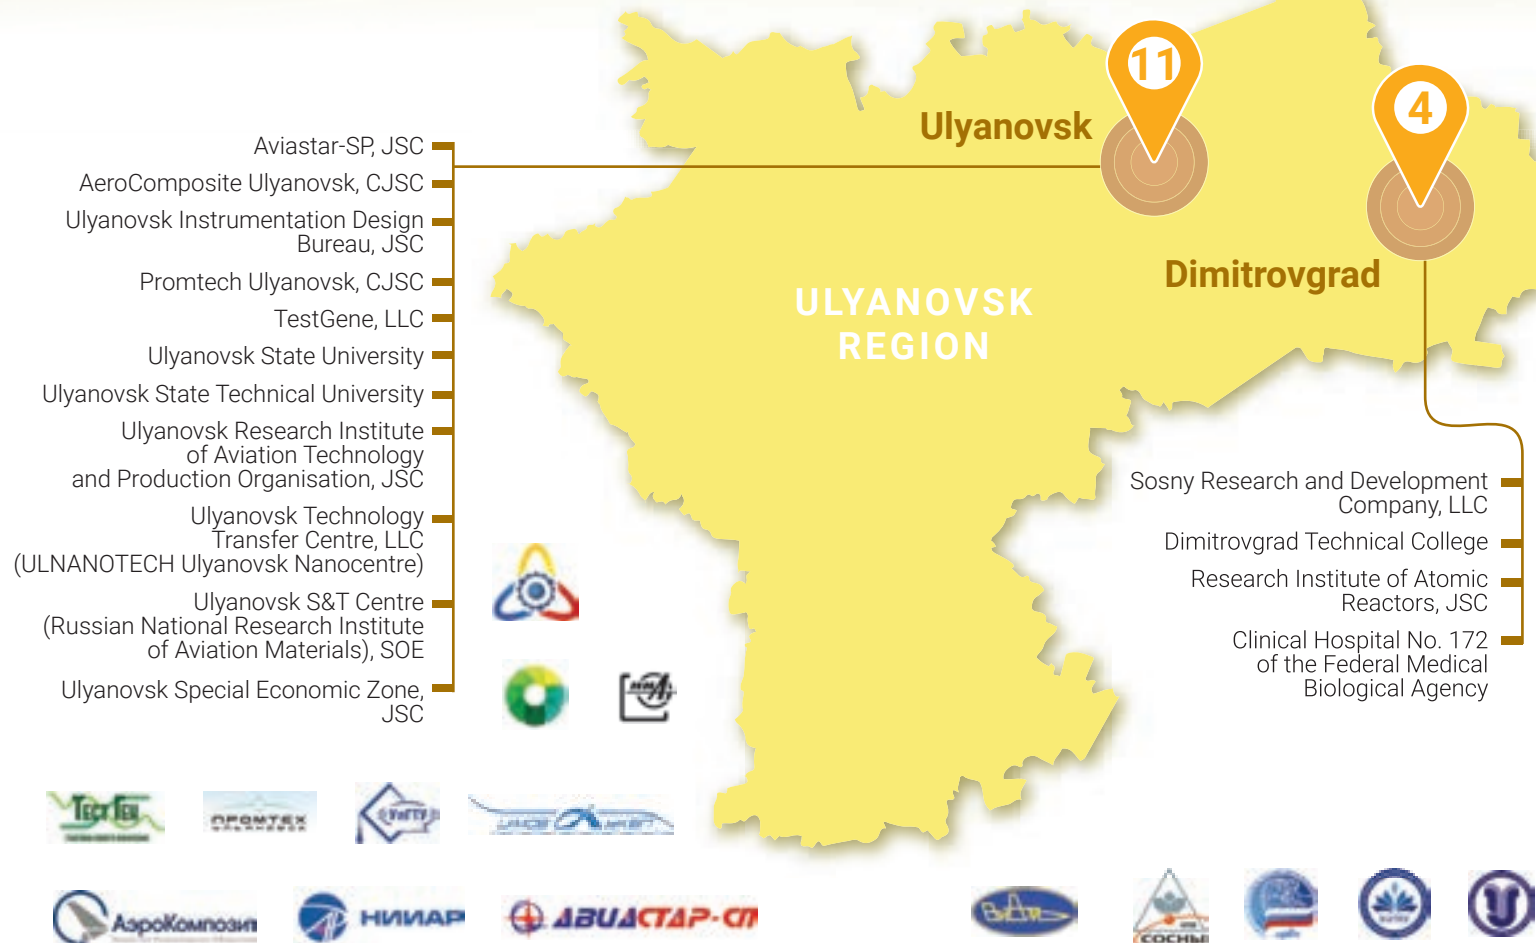 11
4
Ulyanovsk
Dimitrovgrad
ULYANOVSK
REGION
Aviastar-SP, JSC
AeroComposite Ulyanovsk, CJSC
Ulyanovsk Instrumentation Design
Bureau, JSC
Promtech Ulyanovsk, CJSC
TestGene, LLC
Ulyanovsk State University
Ulyanovsk State Technical University
Ulyanovsk Research Institute
of Aviation Technology
and Production Organisation, JSC
Ulyanovsk Technology
Transfer Centre, LLC
(ULNANOTECH Ulyanovsk Nanocentre)
Ulyanovsk S&T Centre
(Russian National Research Institute
of Aviation Materials), SOE
Ulyanovsk Special Economic Zone,
JSC
Sosny Research and Development
Company, LLC
Dimitrovgrad Technical College
Research Institute of Atomic
Reactors, JSC
Clinical Hospital No. 172
of the Federal Medical
Biological Agency
ТестГен
ПРОМТЕХ
УлГТУ
АэроКомпозит
НИИАР
АВИАСТАР-СП
СОСНЫ